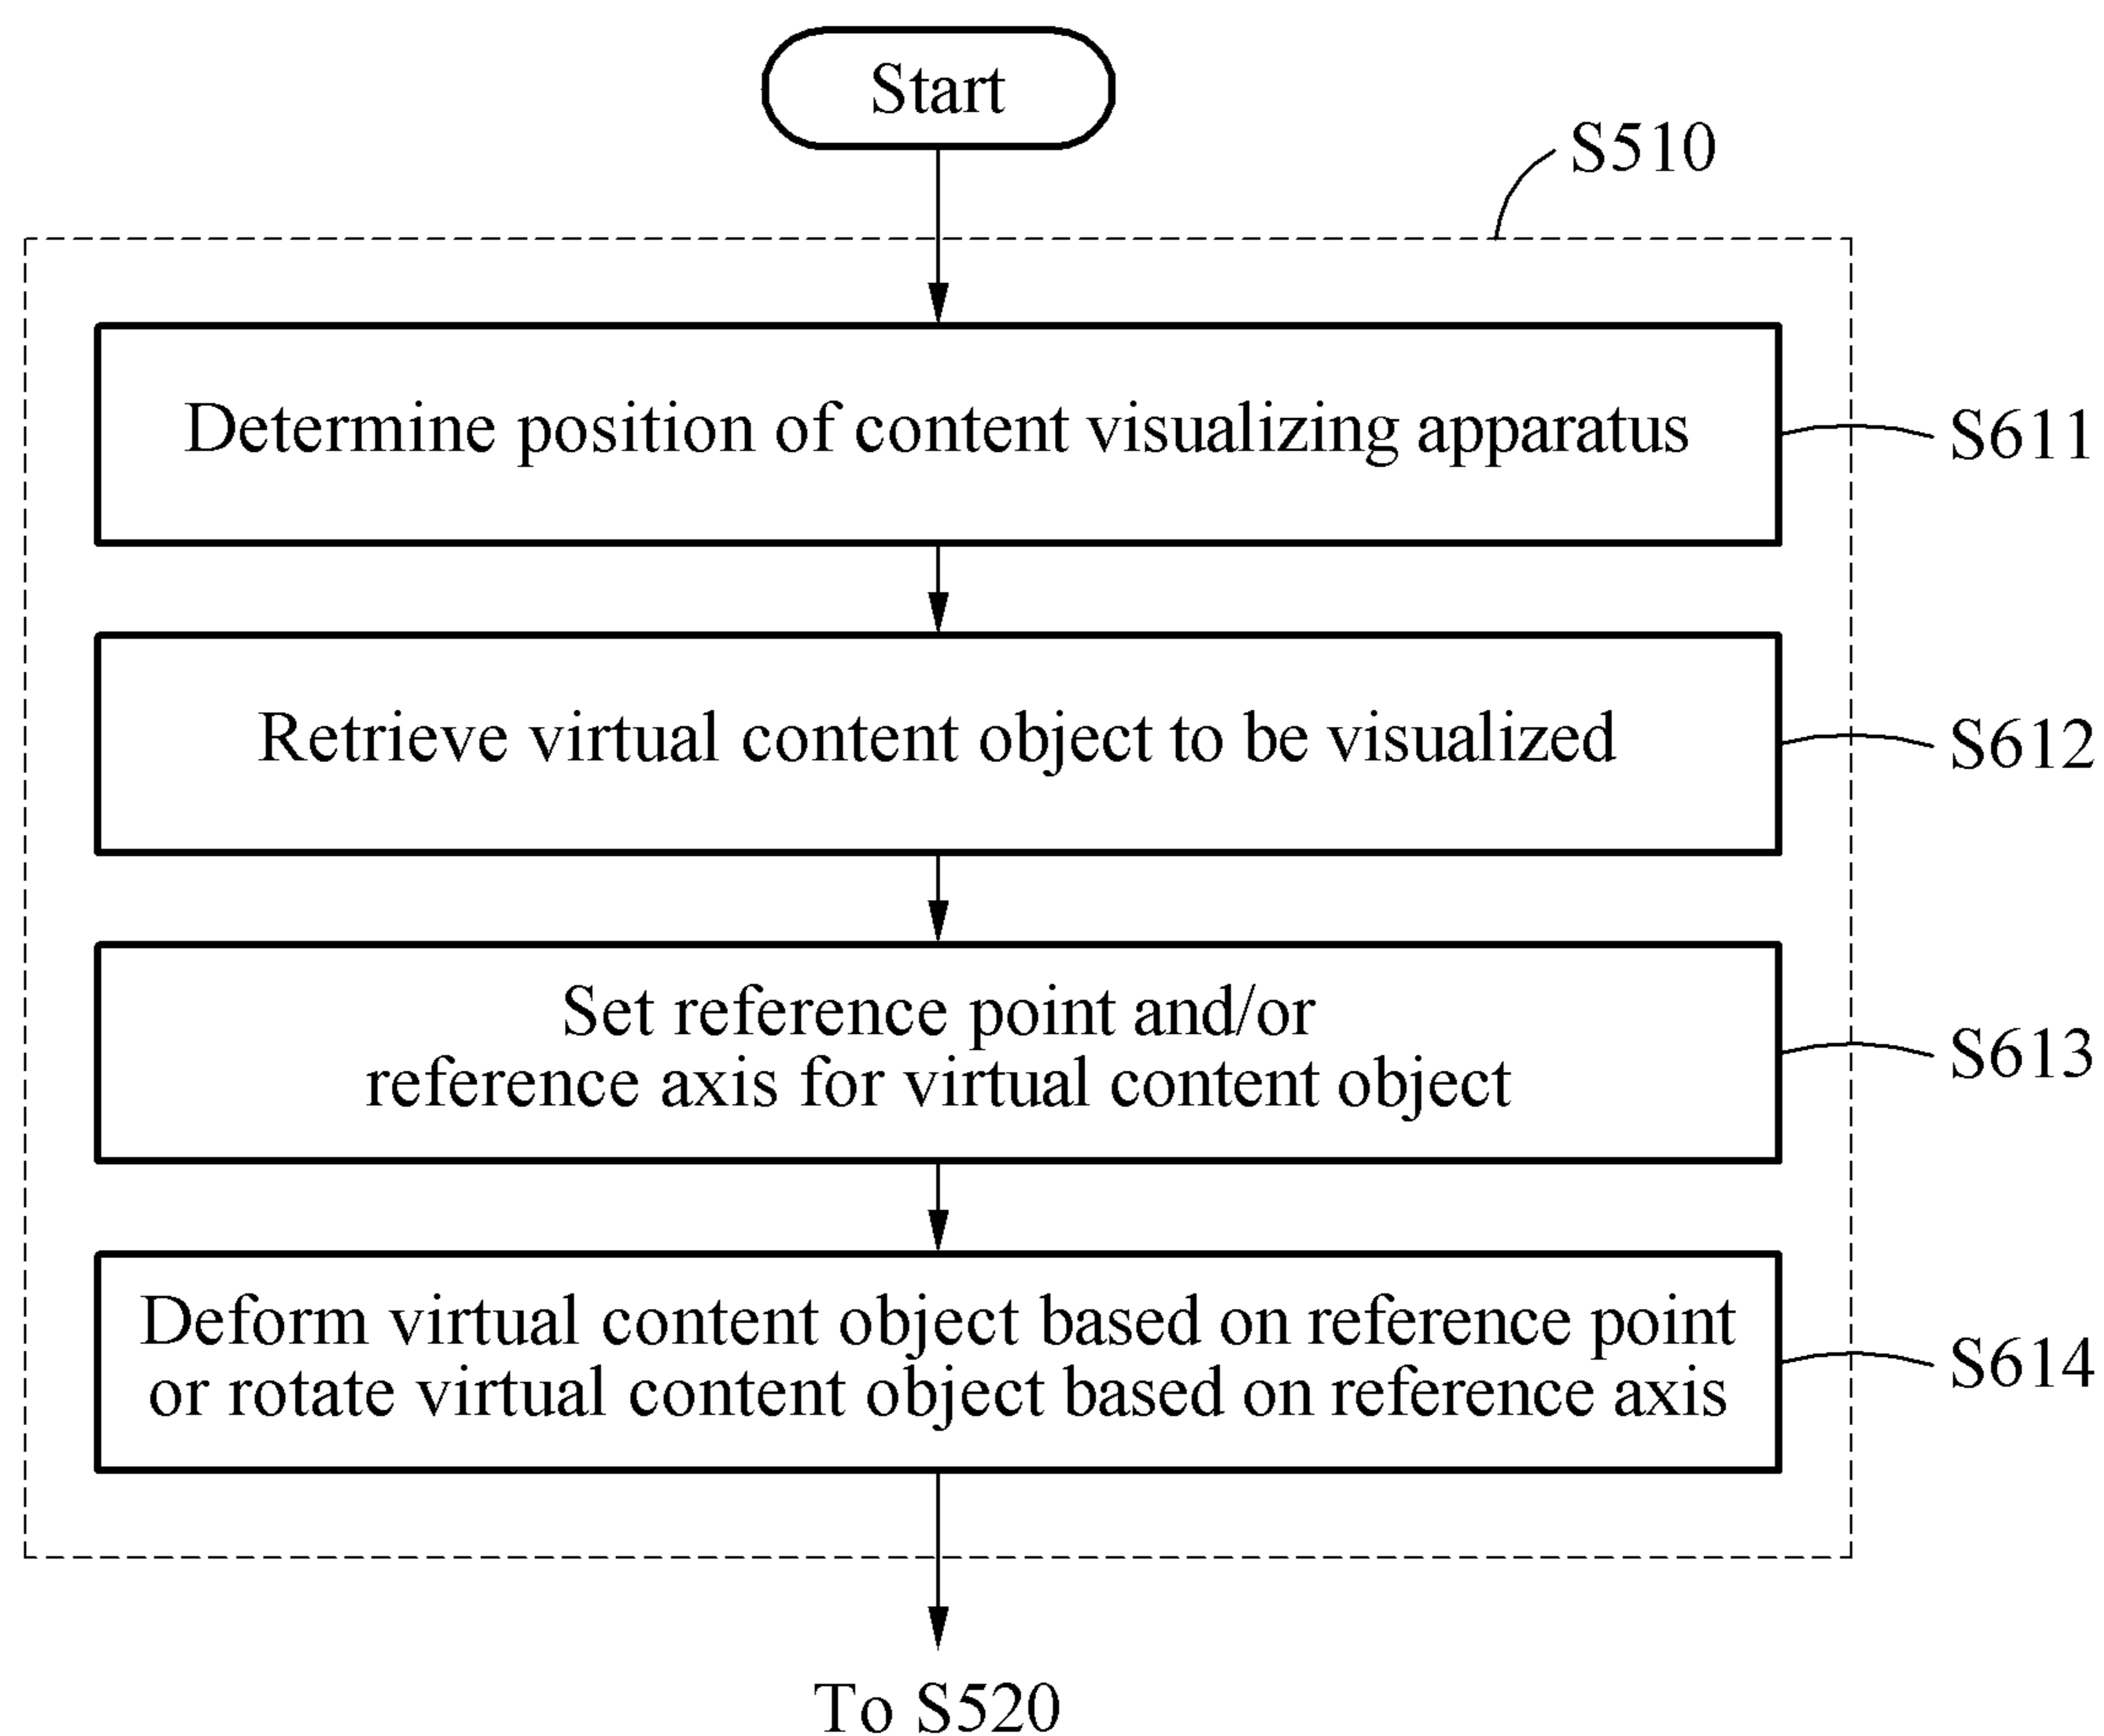 Start
S510
Determine position of content visualizing apparatus
S611
Retrieve virtual content object to be visualized
S612
Set reference point and/or
reference axis for virtual content object
S613
Deform virtual content object based on reference point
or rotate virtual content object based on reference axis
S614
To S520